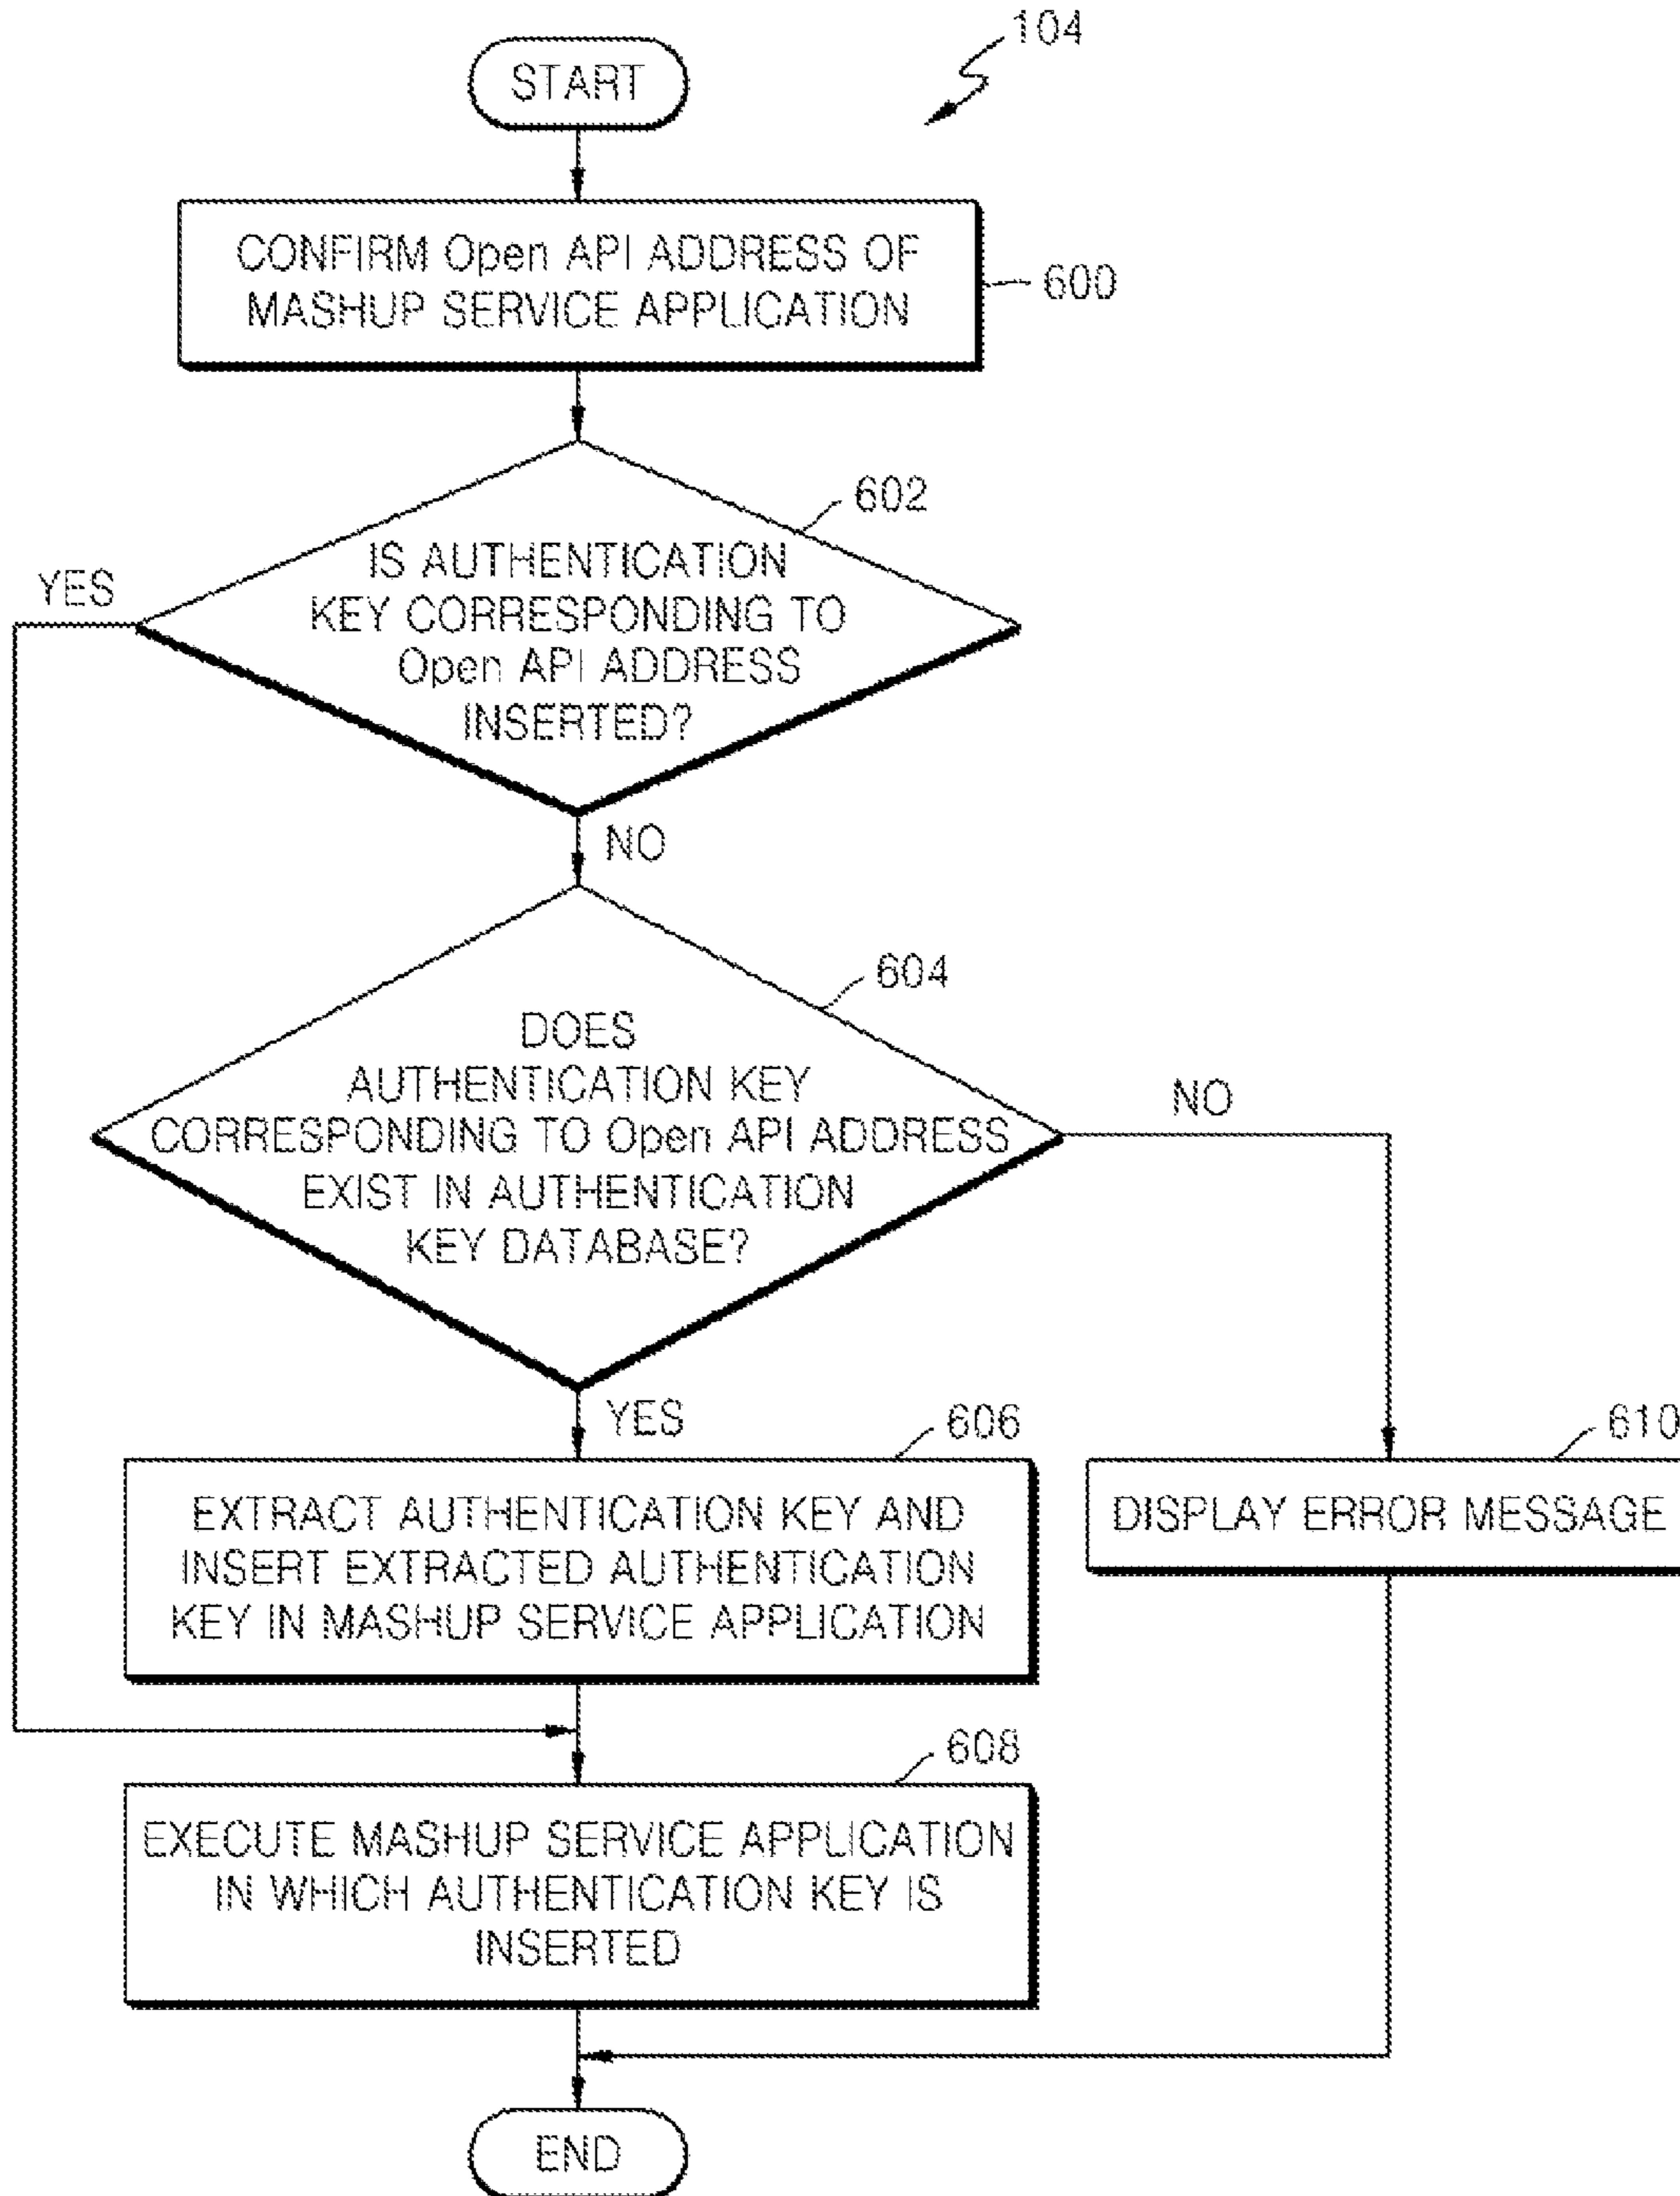 104
START
CONFIRM Open API ADDRESS OF
MASHUP SERVICE APPLICATION
600
602
IS AUTHENTICATION
KEY CORRESPONDING TO
Open API ADDRESS
INSERTED?
YES
NO
604
DOES
AUTHENTICATION KEY
CORRESPONDING TO Open API ADDRESS
EXIST IN AUTHENTICATION
KEY DATABASE?
NO
YES
606
EXTRACT AUTHENTICATION KEY AND
INSERT EXTRACTED AUTHENTICATION
KEY IN MASHUP SERVICE APPLICATION
610
DISPLAY ERROR MESSAGE
608
EXECUTE MASHUP SERVICE APPLICATION
IN WHICH AUTHENTICATION KEY IS
INSERTED
END